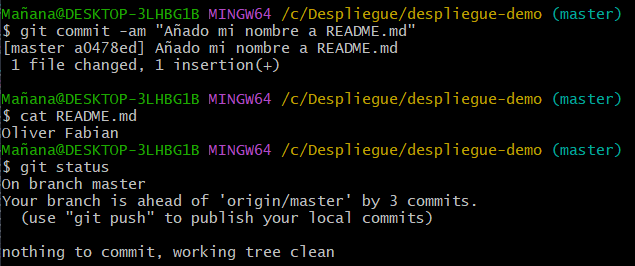 Mañana@DESKTOP-3LHBG1B MINGW64 /c/Despliegue/despliegue-demo (master)
$ git commit -am "Añado mi nombre a README.md"
[master a0478ed] Añado mi nombre a README.md
 1 file changed, 1 insertion(+)

Mañana@DESKTOP-3LHBG1B MINGW64 /c/Despliegue/despliegue-demo (master)
$ cat README.md
Oliver Fabian
Mañana@DESKTOP-3LHBG1B MINGW64 /c/Despliegue/despliegue-demo (master)
$ git status
On branch master
Your branch is ahead of 'origin/master' by 3 commits.
  (use "git push" to publish your local commits)

nothing to commit, working tree clean